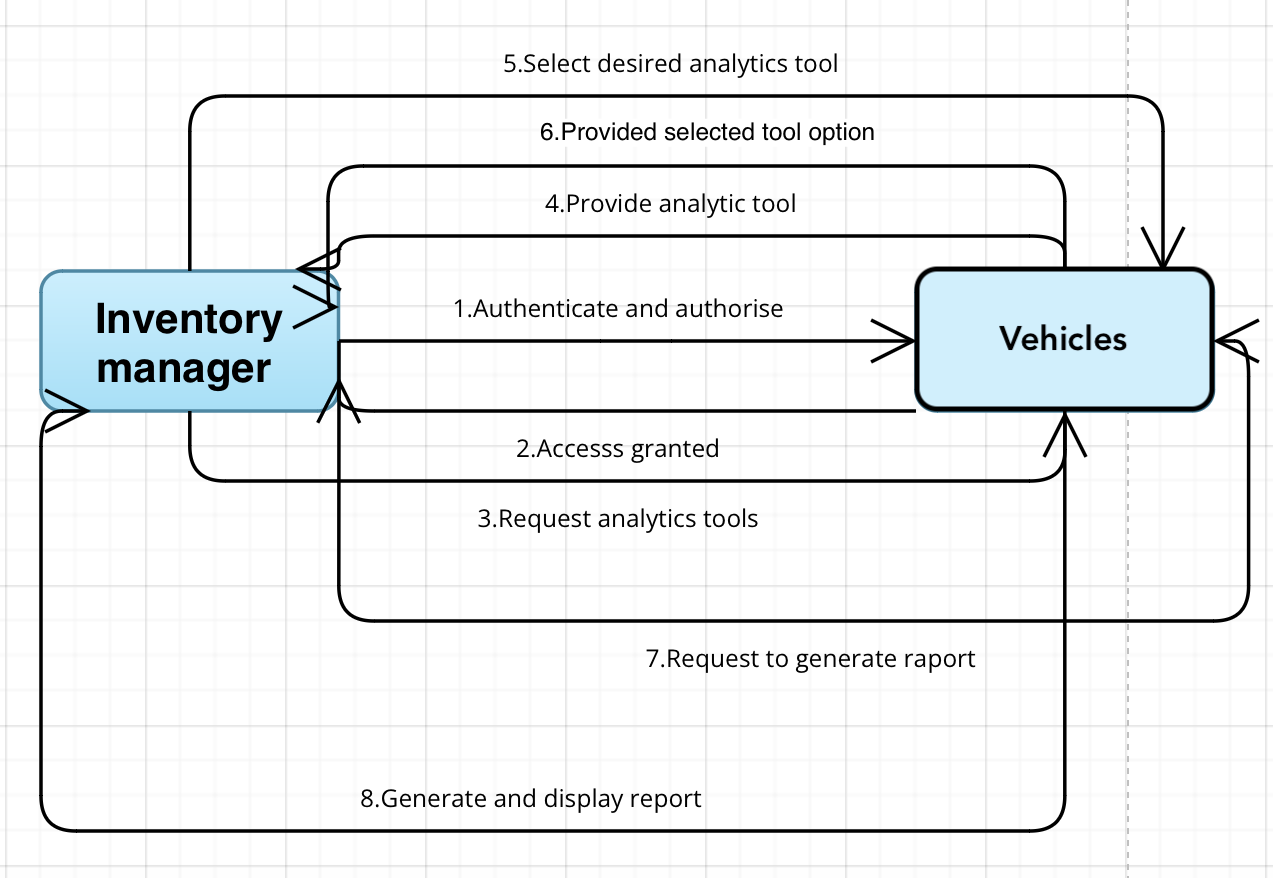 5.Select desired analytics tool
6.Provided selected tool option
4.Provide analytic tool
1.Authenticate and authorise
Inventory
manager
Vehicles
2.Accesss granted
3.Request analytics tools
7.Request to generate raport
8.Generate and display report